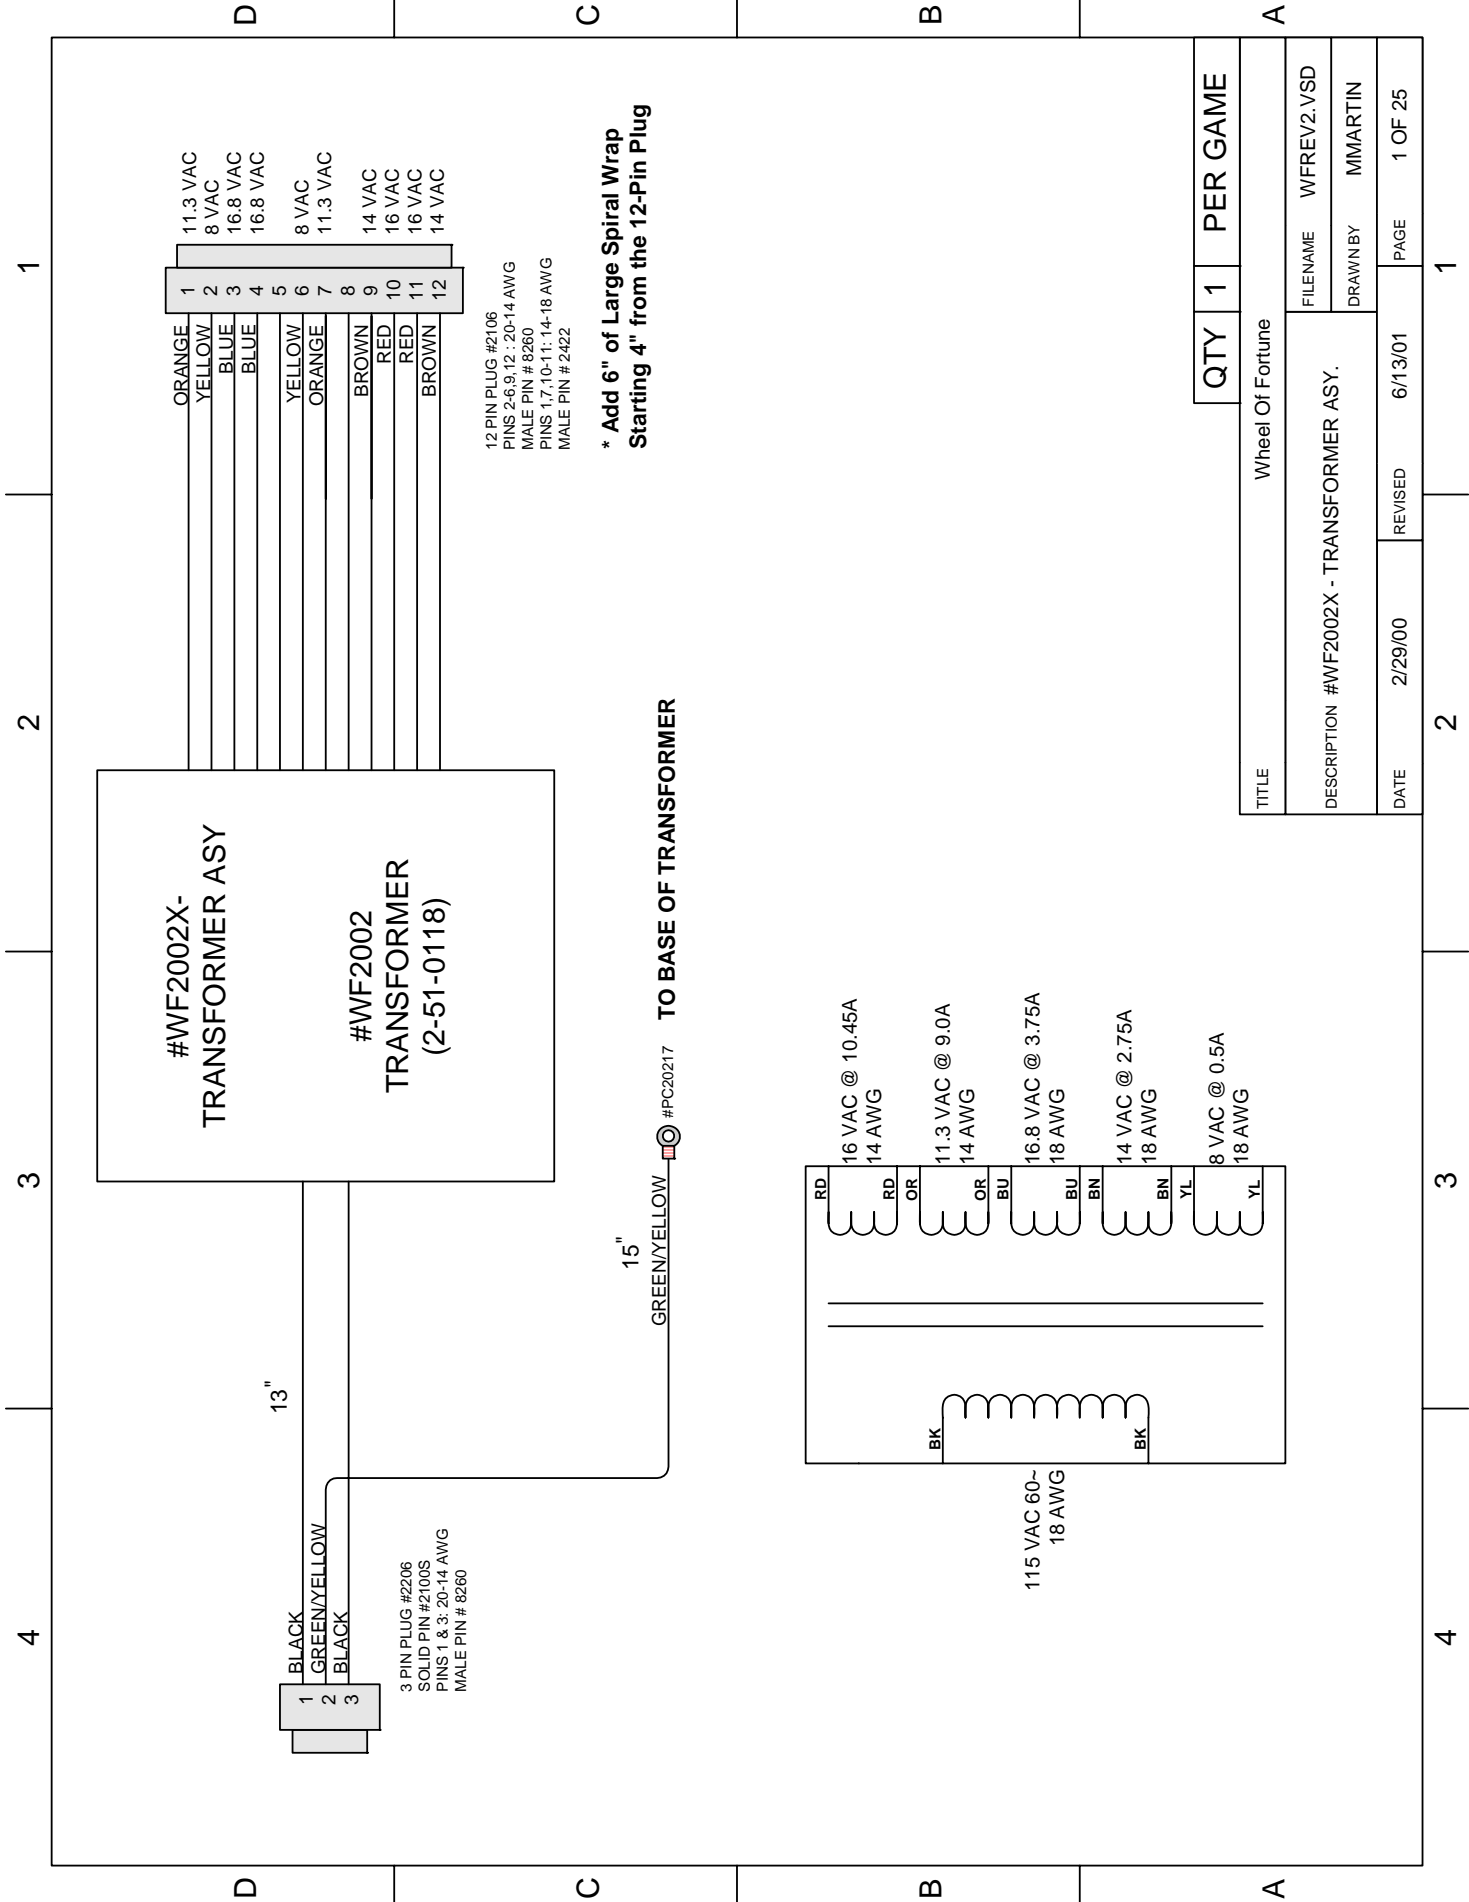 4
3
2
1
D
C
B
A
#WF2002X-
TRANSFORMER ASY
#WF2002
TRANSFORMER
(2-51-0118)
13"
BLACK
GREEN/YELLOW
BLACK
1
2
3
3 PIN PLUG #2206
SOLID PIN #2100S
PINS 1 & 3: 20-14 AWG
MALE PIN # 8260
15"
GREEN/YELLOW
#PC20217
TO BASE OF TRANSFORMER
ORANGE 1 11.3 VAC
YELLOW 2 8 VAC
BLUE 3 16.8 VAC
BLUE 4 16.8 VAC
5
YELLOW 6 8 VAC
ORANGE 7 11.3 VAC
8
BROWN 9 14 VAC
RED 10 16 VAC
RED 11 16 VAC
BROWN 12 14 VAC
12 PIN PLUG #2106
PINS 2-6,9,12 : 20-14 AWG
MALE PIN # 8260
PINS 1,7,10-11: 14-18 AWG
MALE PIN # 2422
* Add 6" of Large Spiral Wrap
Starting 4" from the 12-Pin Plug
115 VAC 60~
18 AWG
BK
BK
RD
RD
16 VAC @ 10.45A
14 AWG
OR
OR
11.3 VAC @ 9.0A
14 AWG
BU
BU
16.8 VAC @ 3.75A
18 AWG
BN
BN
14 VAC @ 2.75A
18 AWG
YL
YL
8 VAC @ 0.5A
18 AWG
QTY 1 PER GAME
TITLE Wheel Of Fortune
DESCRIPTION #WF2002X - TRANSFORMER ASY.
FILENAME WFREV2.VSD
DRAWN BY MMARTIN
DATE 2/29/00 REVISED 6/13/01 PAGE 1 OF 25
D
C
B
A
4
3
2
1